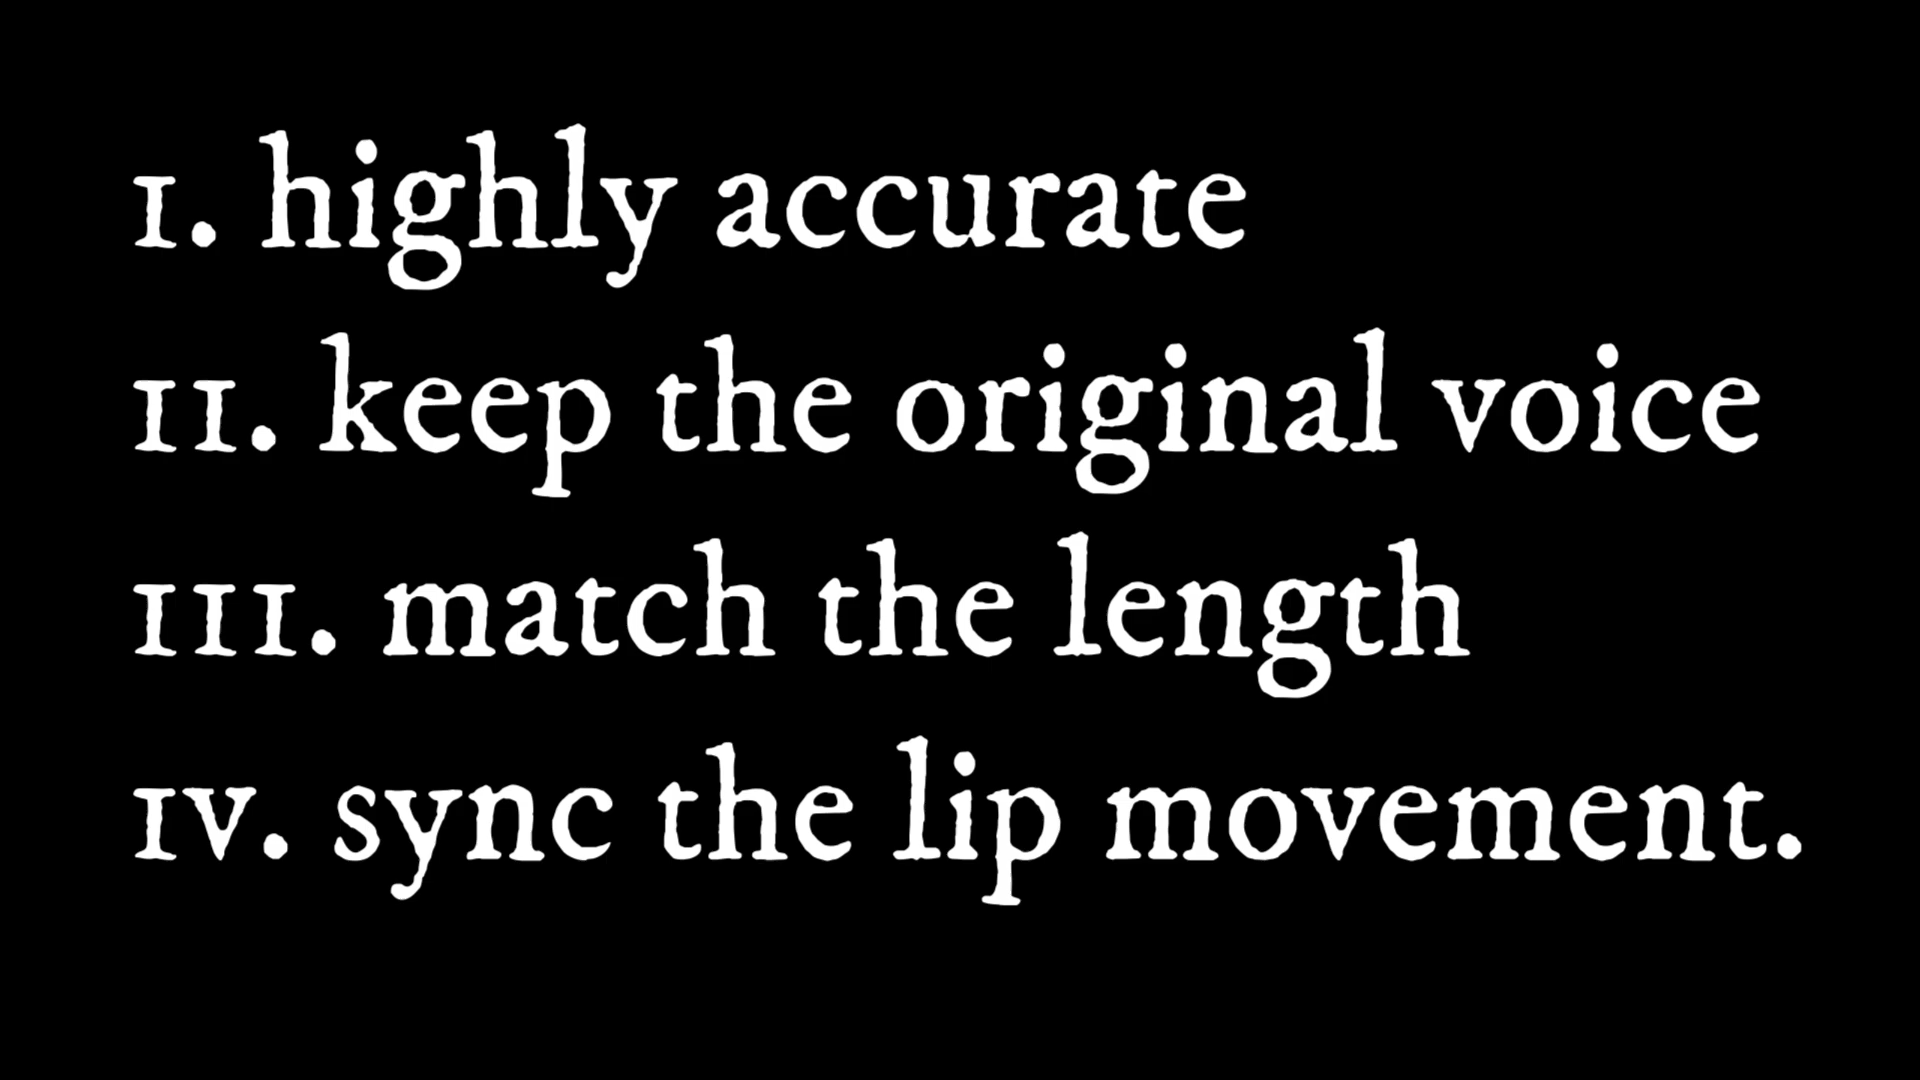 I. highly accurate
II. keep the original voice
III. match the length
IV. sync the lip movement.